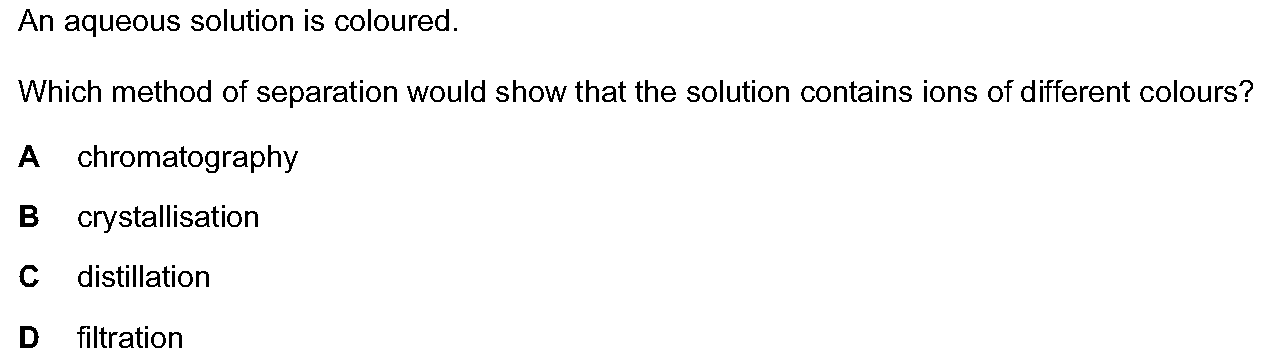 An aqueous solution is coloured.
Which method of separation would show that the solution contains ions of different colours?
A chromatography
B crystallisation
C distillation
D filtration